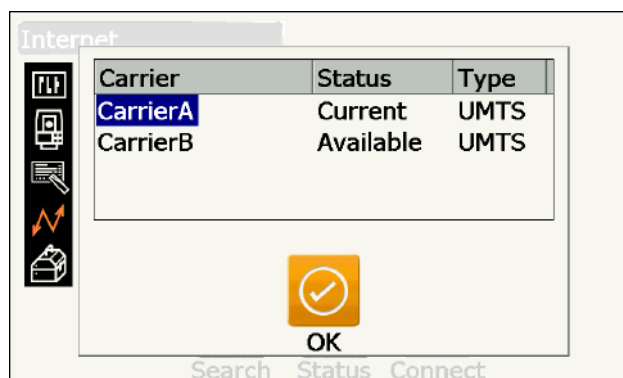 Internet
Carrier Status Type
CarrierA Current UMTS
CarrierB Available UMTS
OK
Search Status Connect